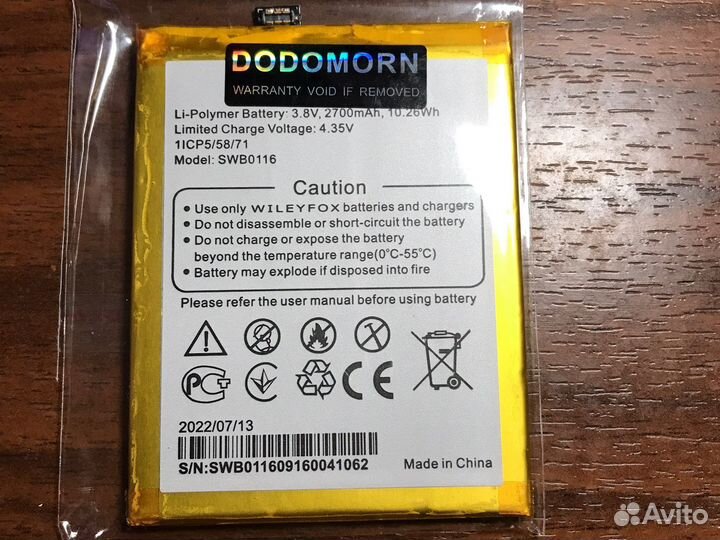 DODOMORN
WARRANTY VOID IF REMOVED
Li-Polymer Battery: 3.8V, 2700mAh, 10.26Wh
Limited Charge Voltage: 4.35V
1ICP5/58/71
Model: SWB0116
Caution
• Use only WILEYFOX batteries and chargers
• Do not disassemble or short-circuit the battery
• Do not charge or expose the battery
beyond the temperature range(0°C-55°C)
• Battery may explode if disposed into fire
Please refer the user manual before using battery
2022/07/13
S/N:SWB011609160041062
Made in China
Avito